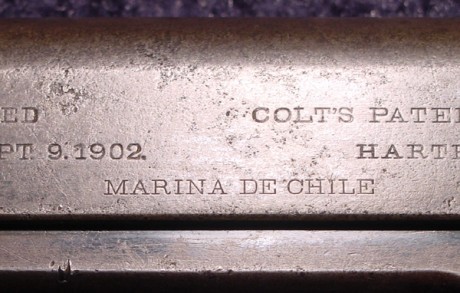 ED COLT'S PATE
PT. 9.1902. HART
MARINA DE CHILE